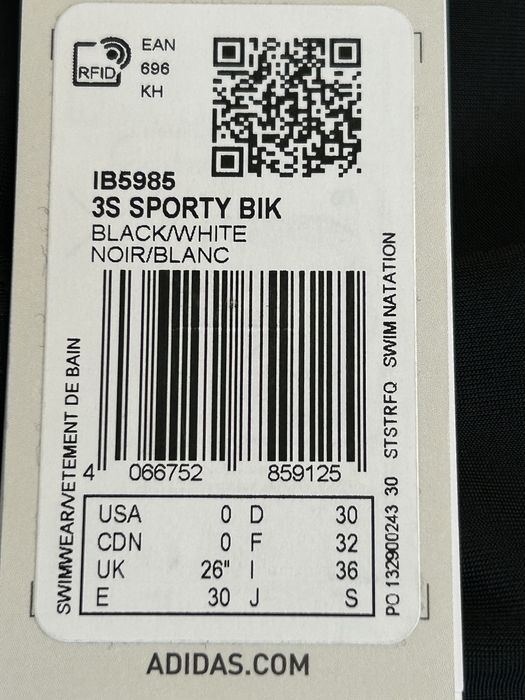 RFID
EAN
696
KH
IB5985
3S SPORTY BIK
BLACK/WHITE
NOIR/BLANC
SWIMWEAR/VETEMENT DE BAIN
PO 132900243 30 STSTRFQ SWIM NATATION
4 066752 859125
USA 0 D 30
CDN 0 F 32
UK 26" I 36
E 30 J S
ADIDAS.COM